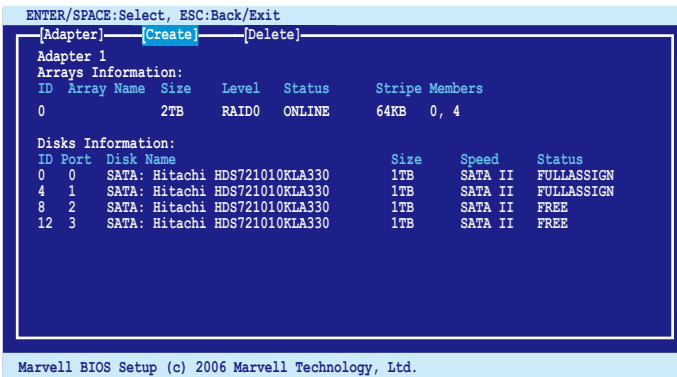 ENTER/SPACE:Select, ESC:Back/Exit
[Adapter] [Create] [Delete]
Adapter 1
Arrays Information:
ID Array Name Size Level Status Stripe Members
0 2TB RAID0 ONLINE 64KB 0, 4
Disks Information:
ID Port Disk Name Size Speed Status
0 0 SATA: Hitachi HDS721010KLA330 1TB SATA II FULLASSIGN
4 1 SATA: Hitachi HDS721010KLA330 1TB SATA II FULLASSIGN
8 2 SATA: Hitachi HDS721010KLA330 1TB SATA II FREE
12 3 SATA: Hitachi HDS721010KLA330 1TB SATA II FREE
Marvell BIOS Setup (c) 2006 Marvell Technology, Ltd.